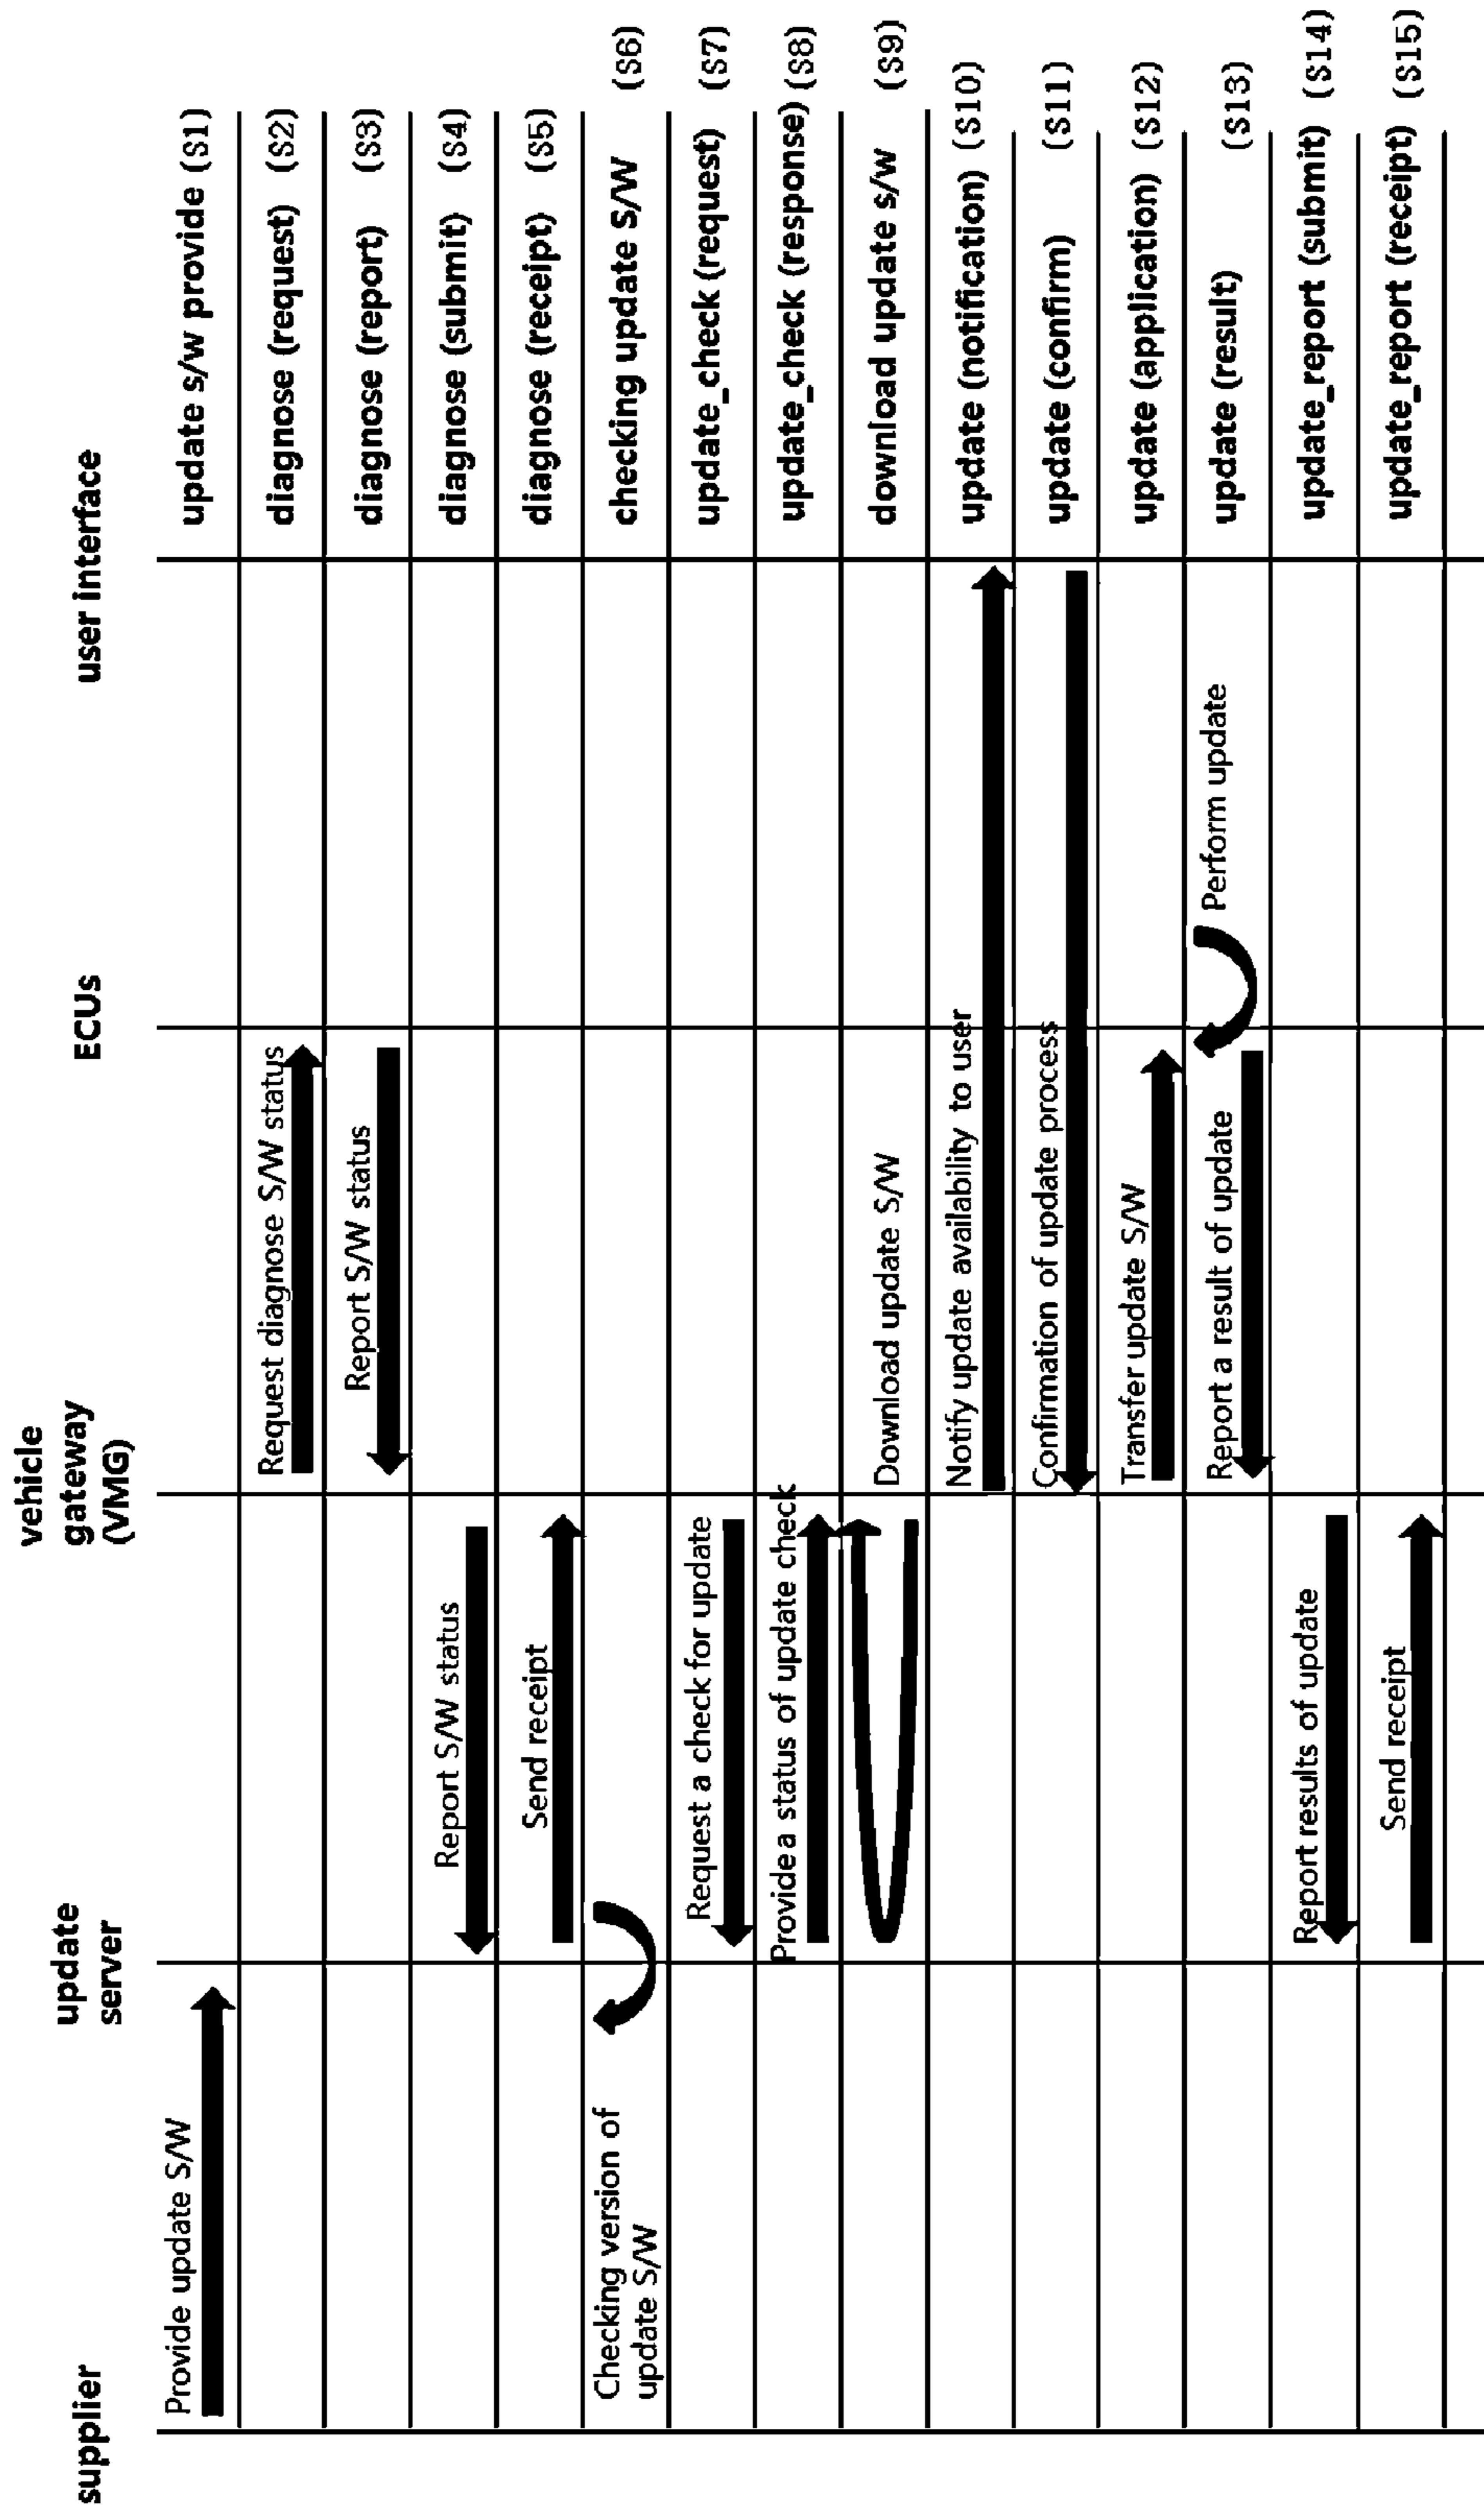 supplier
update
server
vehicle
gateway
(VMG)
ECUs
user interface
Provide update S/W
update s/w provide (S1)
Request diagnose S/W status
diagnose (request) (S2)
Report S/W status
diagnose (report) (S3)
Report S/W status
diagnose (submit) (S4)
Send receipt
diagnose (receipt) (S5)
Checking version of
update S/W
checking update S/W (S6)
Request a check for update
update_check (request) (S7)
Provide a status of update check
update_check (response) (S8)
Download update S/W
download update s/w (S9)
Notify update availability to user
update (notification) (S10)
Confirmation of update process
update (confirm) (S11)
Transfer update S/W
update (application) (S12)
Report a result of update
Perform update
update (result) (S13)
Report results of update
update_report (submit) (S14)
Send receipt
update_report (receipt) (S15)